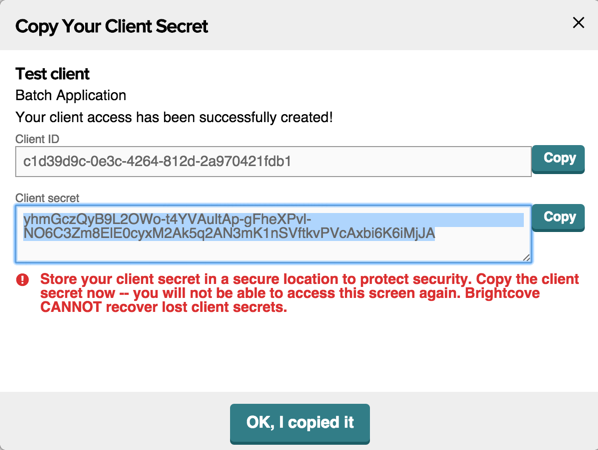 Copy Your Client Secret
Test client
Batch Application
Your client access has been successfully created!
Client ID
c1d39d9c-0e3c-4264-812d-2a970421fdb1
Copy
Client secret
yhmGczQyB9L2OWo-t4YVAultAp-gFheXPvl-
NO6C3Zm8ElE0cyxM2Ak5q2AN3mK1nSVftkvPVcAxbi6K6iMjJA
Copy
Store your client secret in a secure location to protect security. Copy the client
secret now -- you will not be able to access this screen again. Brightcove
CANNOT recover lost client secrets.
OK, I copied it